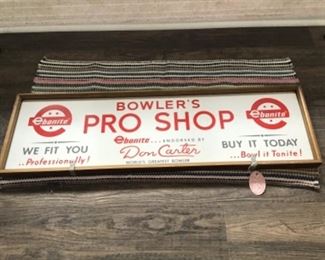 BOWLER'S
PRO SHOP
Ebonite
Ebonite
Ebonite ...ENDORSED BY
Don Carter
WORLD'S GREATEST BOWLER
WE FIT YOU
..Professionally!
BUY IT TODAY
...Bowl it Tonite!